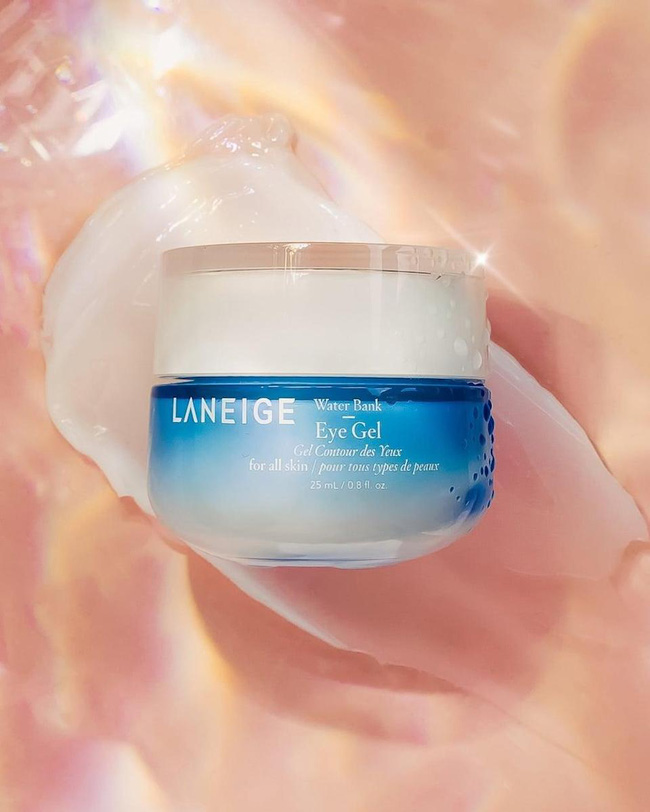 LANEIGE
Water Bank
Eye Gel
Gel Contour des Yeux
for all skin / pour tous types de peaux
25 mL / 0.8 fl. oz.